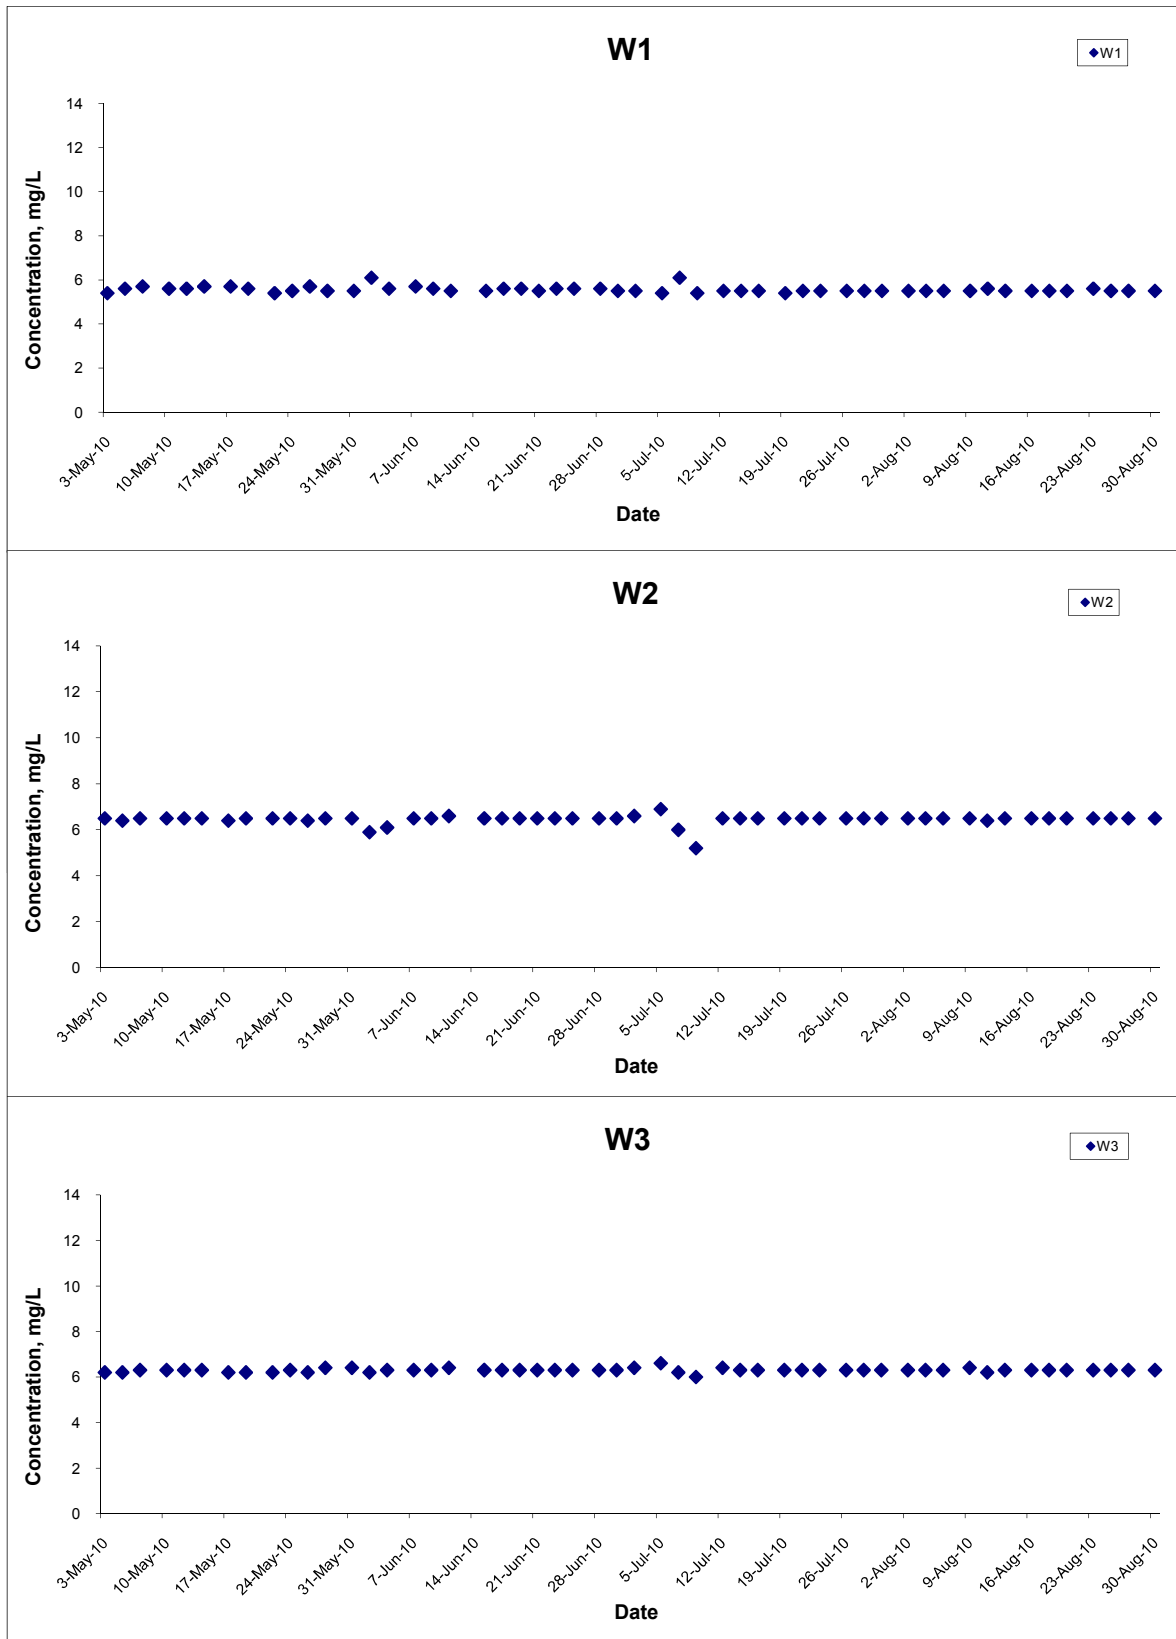 W1
W1
14
12
10
8
6
4
2
0
Concentration, mg/L
3-May-10 10-May-10 17-May-10 24-May-10 31-May-10 7-Jun-10 14-Jun-10 21-Jun-10 28-Jun-10 5-Jul-10 12-Jul-10 19-Jul-10 26-Jul-10 2-Aug-10 9-Aug-10 16-Aug-10 23-Aug-10 30-Aug-10
Date
W2
W2
14
12
10
8
6
4
2
0
Concentration, mg/L
3-May-10 10-May-10 17-May-10 24-May-10 31-May-10 7-Jun-10 14-Jun-10 21-Jun-10 28-Jun-10 5-Jul-10 12-Jul-10 19-Jul-10 26-Jul-10 2-Aug-10 9-Aug-10 16-Aug-10 23-Aug-10 30-Aug-10
Date
W3
W3
14
12
10
8
6
4
2
0
Concentration, mg/L
3-May-10 10-May-10 17-May-10 24-May-10 31-May-10 7-Jun-10 14-Jun-10 21-Jun-10 28-Jun-10 5-Jul-10 12-Jul-10 19-Jul-10 26-Jul-10 2-Aug-10 9-Aug-10 16-Aug-10 23-Aug-10 30-Aug-10
Date